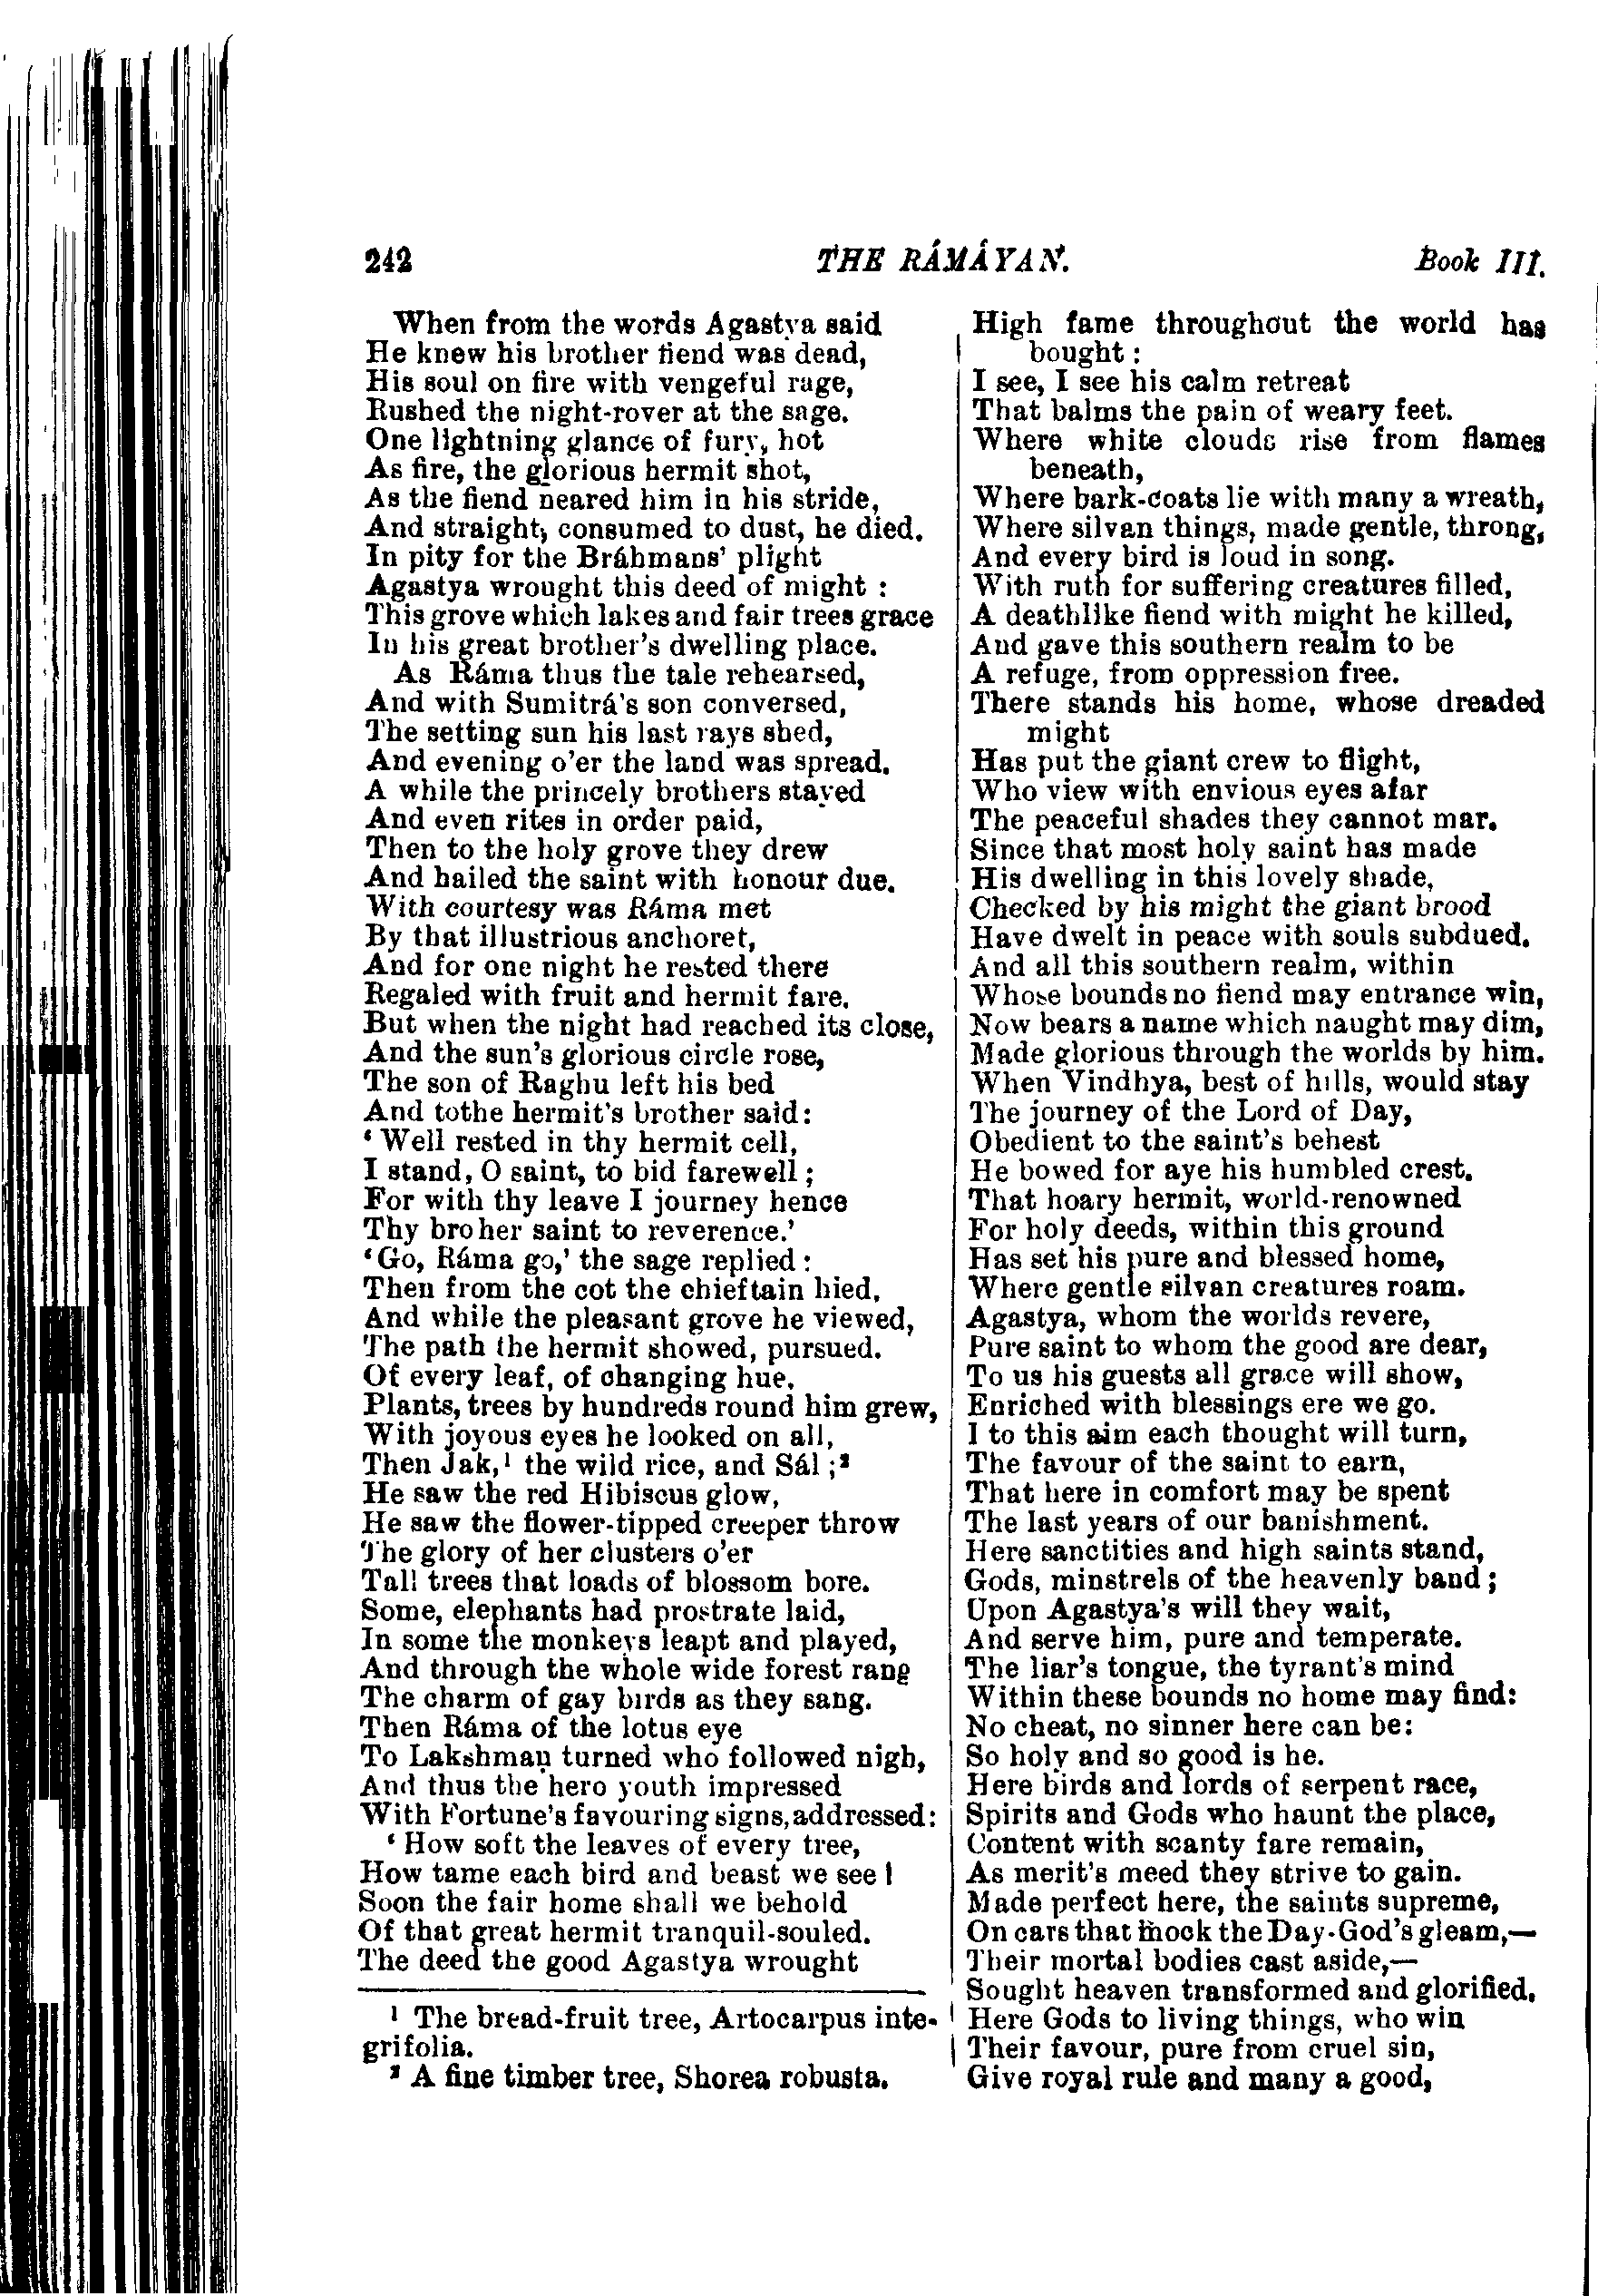 242 THE RÁMÁYAN. Book III.
When from the words Agastya said
He knew his brother fiend was dead,
His soul on fire with vengeful rage,
Rushed the night-rover at the sage.
One lightning glance of fury, hot
As fire, the glorious hermit shot,
As the fiend neared him in his stride,
And straight, consumed to dust, he died.
In pity for the Bráhmans' plight
Agastya wrought this deed of might :
This grove which lakes and fair trees grace
In his great brother's dwelling place.
As Ráma thus the tale rehearsed,
And with Sumitrá's son conversed,
The setting sun his last rays shed,
And evening o'er the land was spread.
A while the princely brothers stayed
And even rites in order paid,
Then to the holy grove they drew
And hailed the saint with honour due.
With courtesy was Ráma met
By that illustrious anchoret,
And for one night he rested there
Regaled with fruit and hermit fare.
But when the night had reached its close,
And the sun's glorious circle rose,
The son of Raghu left his bed
And tothe hermit's brother said:
‘ Well rested in thy hermit cell,
I stand, O saint, to bid farewell ;
For with thy leave I journey hence
Thy bro her saint to reverence.’
‘Go, Ráma go,’ the sage replied :
Then from the cot the chieftain hied,
And while the pleasant grove he viewed,
The path the hermit showed, pursued.
Of every leaf, of changing hue,
Plants, trees by hundreds round him grew,
With joyous eyes he looked on all,
Then Jak,¹ the wild rice, and Sál ;²
He saw the red Hibiscus glow,
He saw the flower-tipped creeper throw
The glory of her clusters o'er
Tall trees that loads of blossom bore.
Some, elephants had prostrate laid,
In some the monkeys leapt and played,
And through the whole wide forest rang
The charm of gay birds as they sang.
Then Ráma of the lotus eye
To Lakshmaṇ turned who followed nigh,
And thus the hero youth impressed
With Fortune's favouring signs, addressed:
‘ How soft the leaves of every tree,
How tame each bird and beast we see !
Soon the fair home shall we behold
Of that great hermit tranquil-souled.
The deed the good Agastya wrought
¹ The bread-fruit tree, Artocarpus inte-
grifolia.
² A fine timber tree, Shorea robusta.
High fame throughout the world has
bought :
I see, I see his calm retreat
That balms the pain of weary feet.
Where white clouds rise from flames
beneath,
Where bark-coats lie with many a wreath,
Where silvan things, made gentle, throng,
And every bird is loud in song.
With ruth for suffering creatures filled,
A deathlike fiend with might he killed,
And gave this southern realm to be
A refuge, from oppression free.
There stands his home, whose dreaded
might
Has put the giant crew to flight,
Who view with envious eyes afar
The peaceful shades they cannot mar.
Since that most holy saint has made
His dwelling in this lovely shade,
Checked by his might the giant brood
Have dwelt in peace with souls subdued.
And all this southern realm, within
Whose bounds no fiend may entrance win,
Now bears a name which naught may dim,
Made glorious through the worlds by him.
When Vindhya, best of hills, would stay
The journey of the Lord of Day,
Obedient to the saint's behest
He bowed for aye his humbled crest.
That hoary hermit, world-renowned
For holy deeds, within this ground
Has set his pure and blessed home,
Where gentle silvan creatures roam.
Agastya, whom the worlds revere,
Pure saint to whom the good are dear,
To us his guests all grace will show,
Enriched with blessings ere we go.
I to this aim each thought will turn,
The favour of the saint to earn,
That here in comfort may be spent
The last years of our banishment.
Here sanctities and high saints stand,
Gods, minstrels of the heavenly band ;
Upon Agastya's will they wait,
And serve him, pure and temperate.
The liar's tongue, the tyrant's mind
Within these bounds no home may find:
No cheat, no sinner here can be:
So holy and so good is he.
Here birds and lords of serpent race,
Spirits and Gods who haunt the place,
Content with scanty fare remain,
As merit's meed they strive to gain.
Made perfect here, the saints supreme,
On cars that mock the Day-God's gleam,—
Their mortal bodies cast aside,—
Sought heaven transformed and glorified.
Here Gods to living things, who win
Their favour, pure from cruel sin,
Give royal rule and many a good,